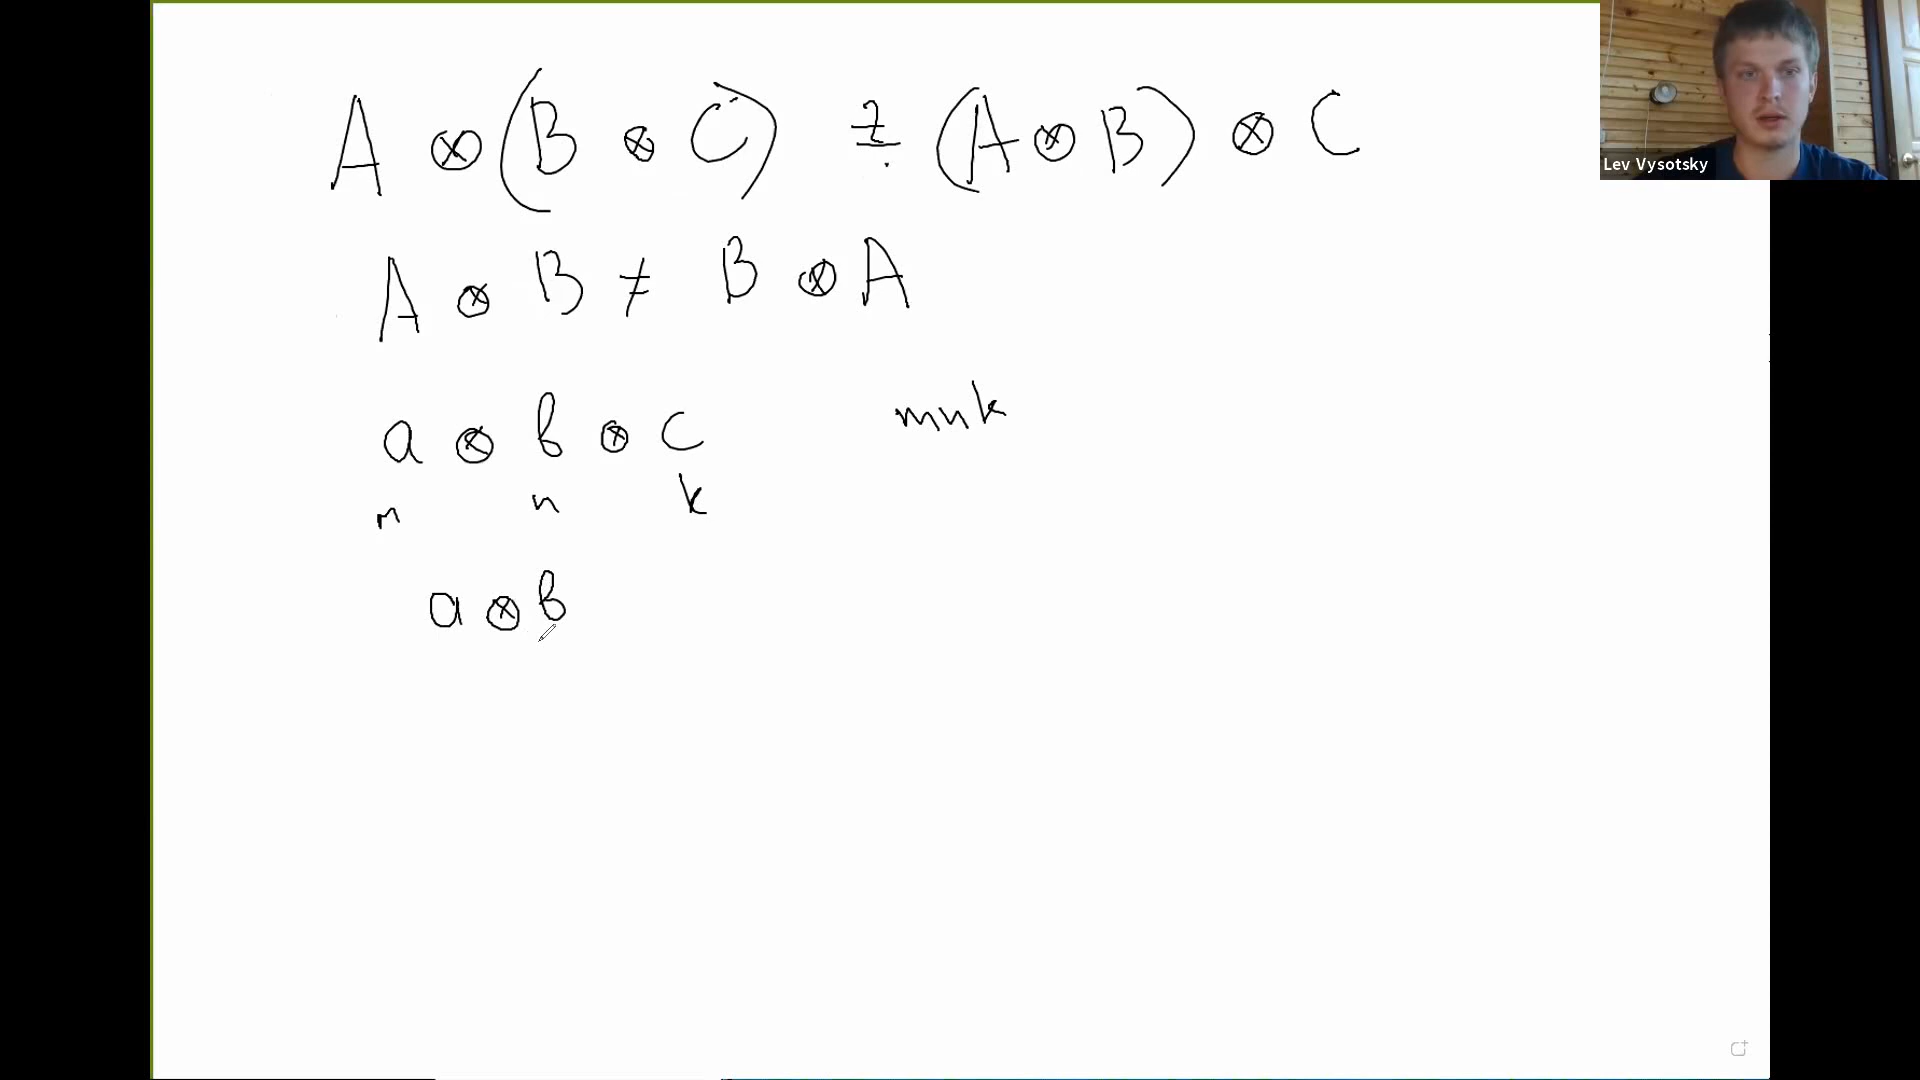 A ⊗ (B ⊗ C) ≟ (A ⊗ B) ⊗ C
Lev Vysotsky
A ⊗ B ≠ B ⊗ A
a ⊗ b ⊗ c mnk
m n k
a ⊗ b